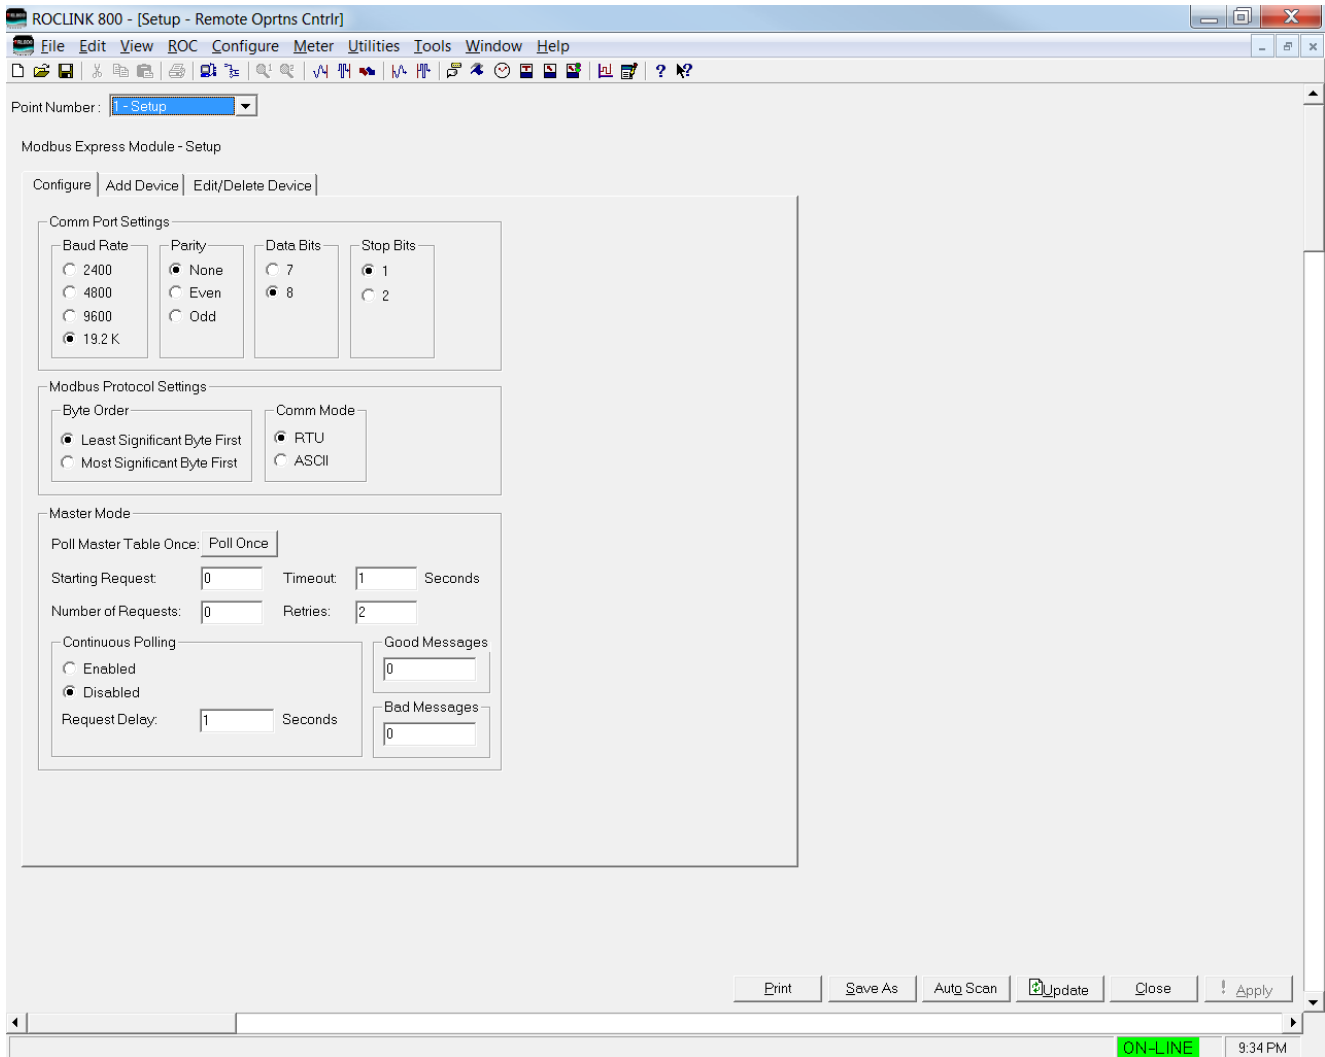 ROCLINK 800 - [Setup - Remote Oprtns Cntrlr]
File Edit View ROC Configure Meter Utilities Tools Window Help
Point Number : 1 - Setup
Modbus Express Module - Setup
Configure Add Device Edit/Delete Device
Comm Port Settings
Baud Rate Parity Data Bits Stop Bits
2400 None 7 1
4800 Even 8 2
9600 Odd
19.2 K
Modbus Protocol Settings
Byte Order Comm Mode
Least Significant Byte First RTU
Most Significant Byte First ASCII
Master Mode
Poll Master Table Once: Poll Once
Starting Request: 0 Timeout: 1 Seconds
Number of Requests: 0 Retries: 2
Continuous Polling Good Messages
Enabled 0
Disabled
Bad Messages
Request Delay: 1 Seconds
0
Print Save As Auto Scan Update Close ! Apply
ON-LINE 9:34 PM